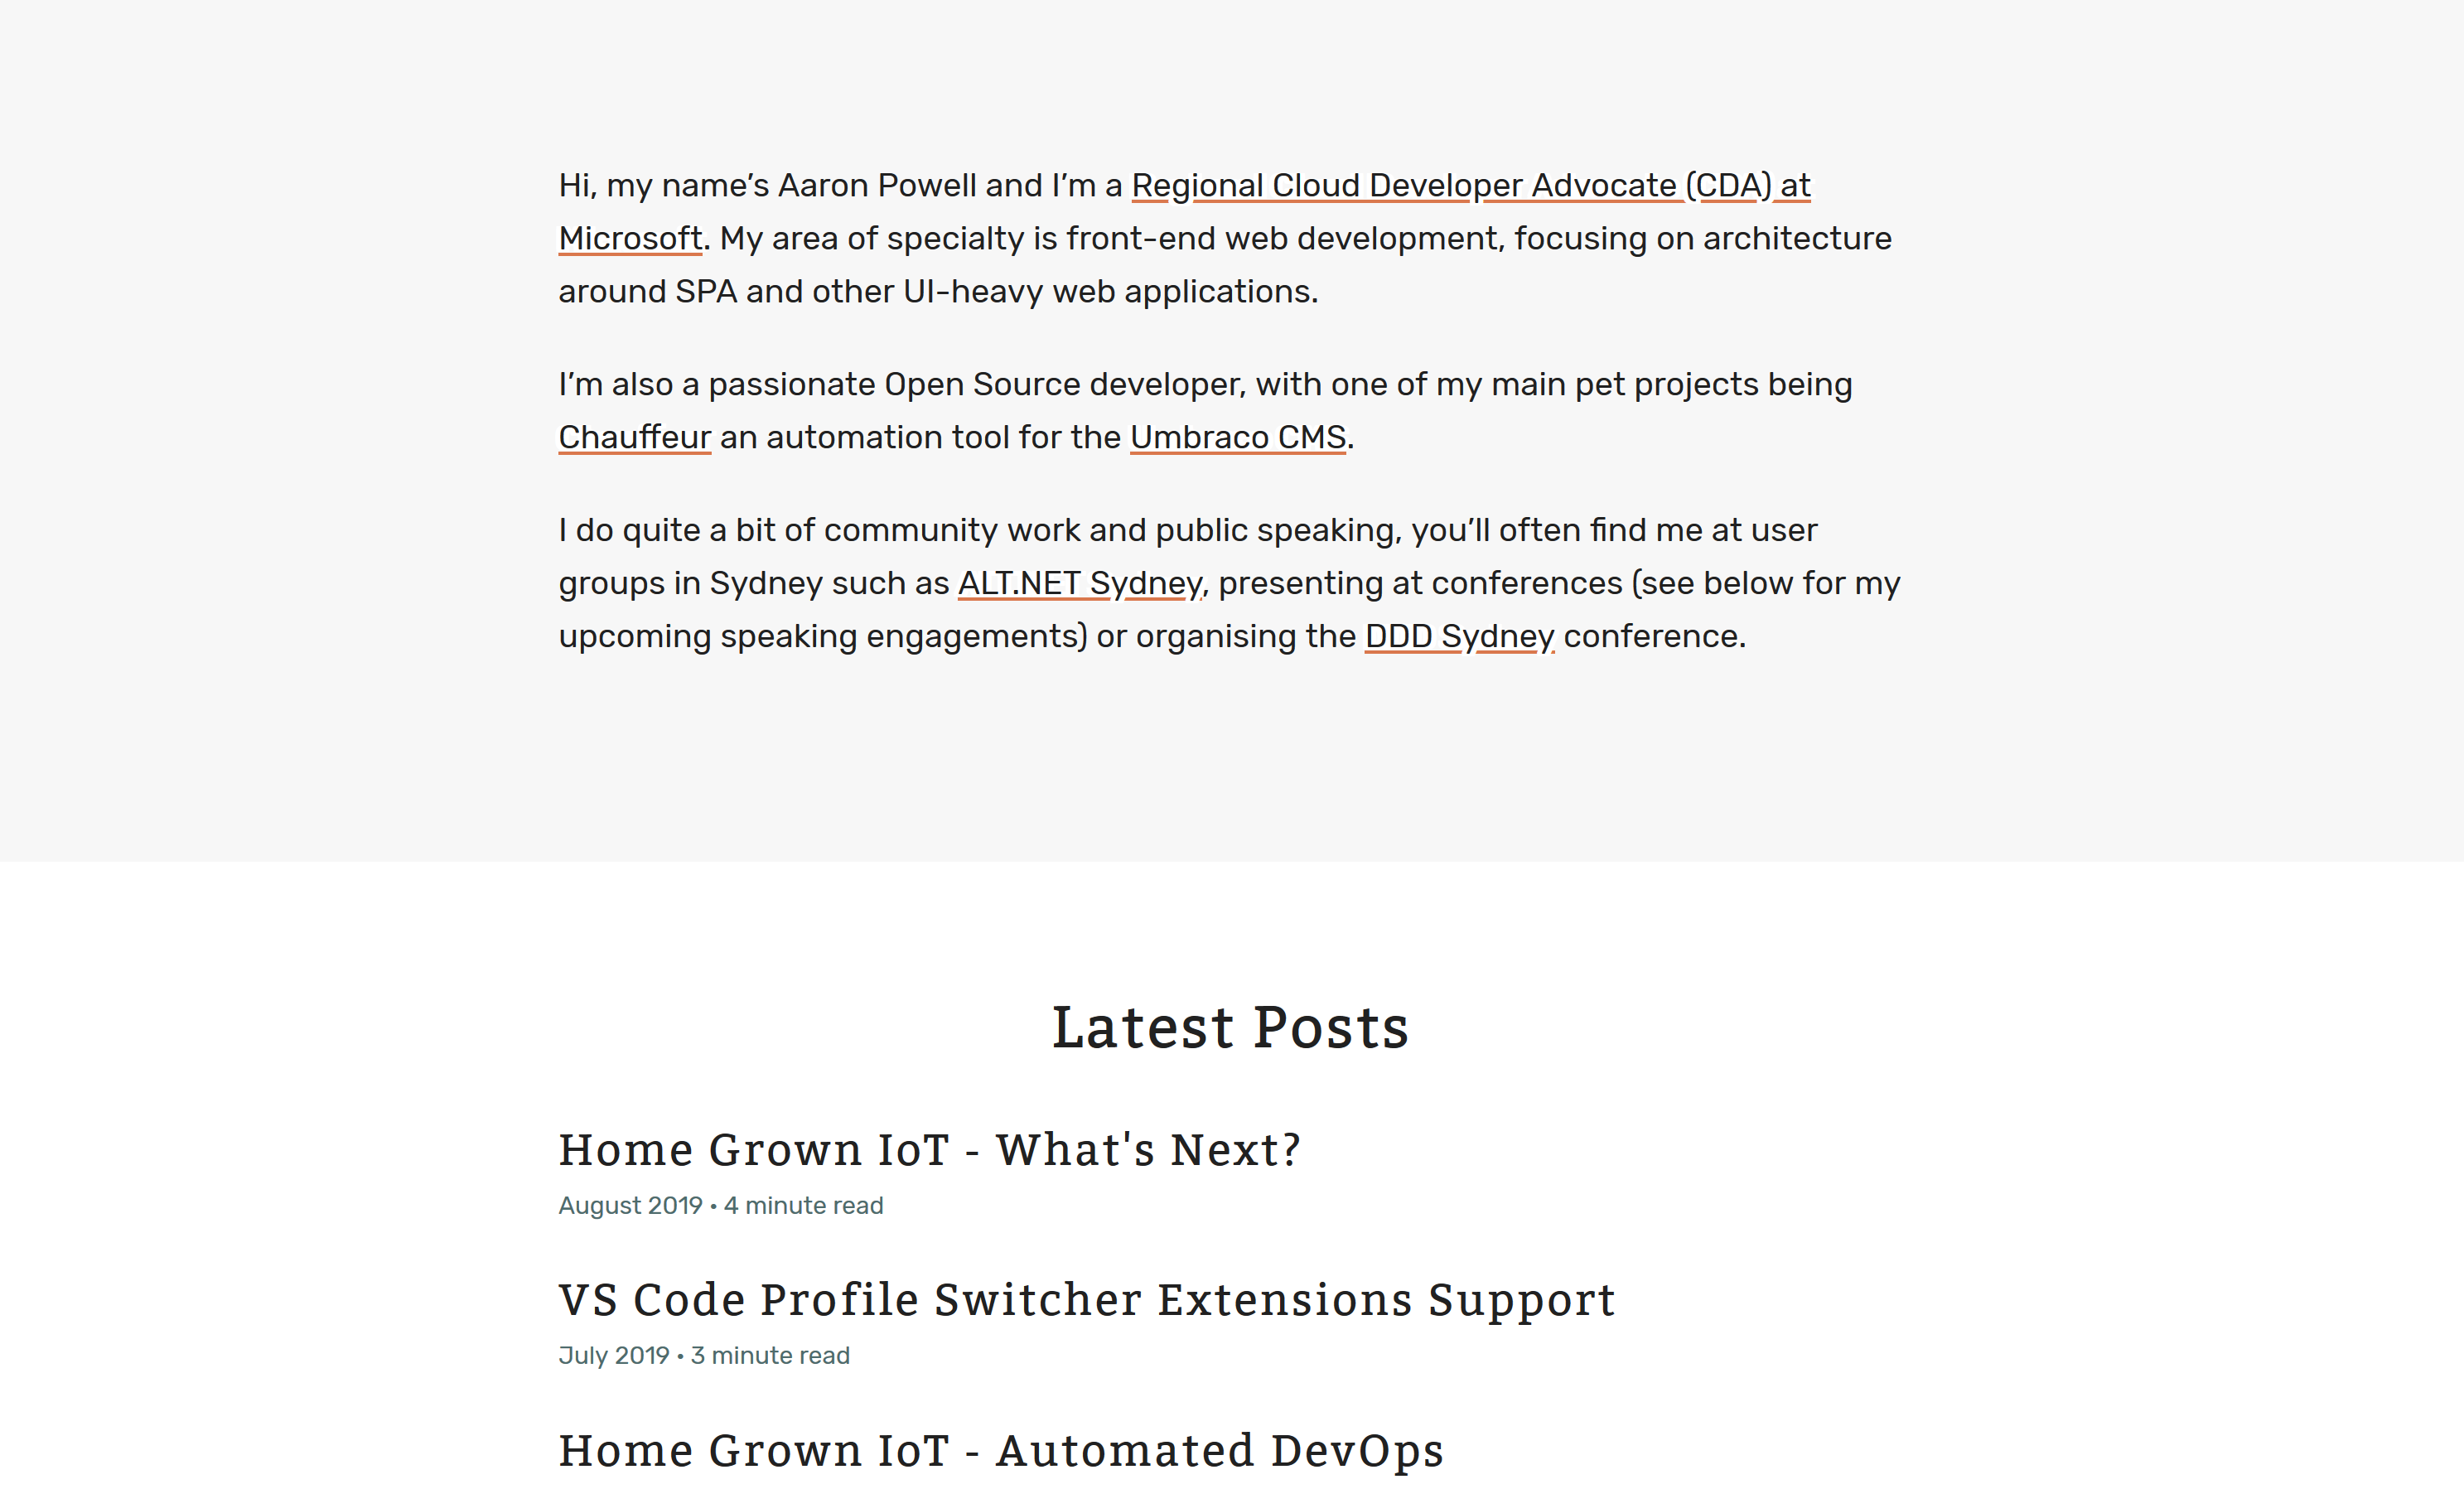 Hi, my name’s Aaron Powell and I’m a Regional Cloud Developer Advocate (CDA) at
Microsoft. My area of specialty is front-end web development, focusing on architecture
around SPA and other UI-heavy web applications.
I’m also a passionate Open Source developer, with one of my main pet projects being
Chauffeur an automation tool for the Umbraco CMS.
I do quite a bit of community work and public speaking, you’ll often find me at user
groups in Sydney such as ALT.NET Sydney, presenting at conferences (see below for my
upcoming speaking engagements) or organising the DDD Sydney conference.
Latest Posts
Home Grown IoT - What's Next?
August 2019 • 4 minute read
VS Code Profile Switcher Extensions Support
July 2019 • 3 minute read
Home Grown IoT - Automated DevOps